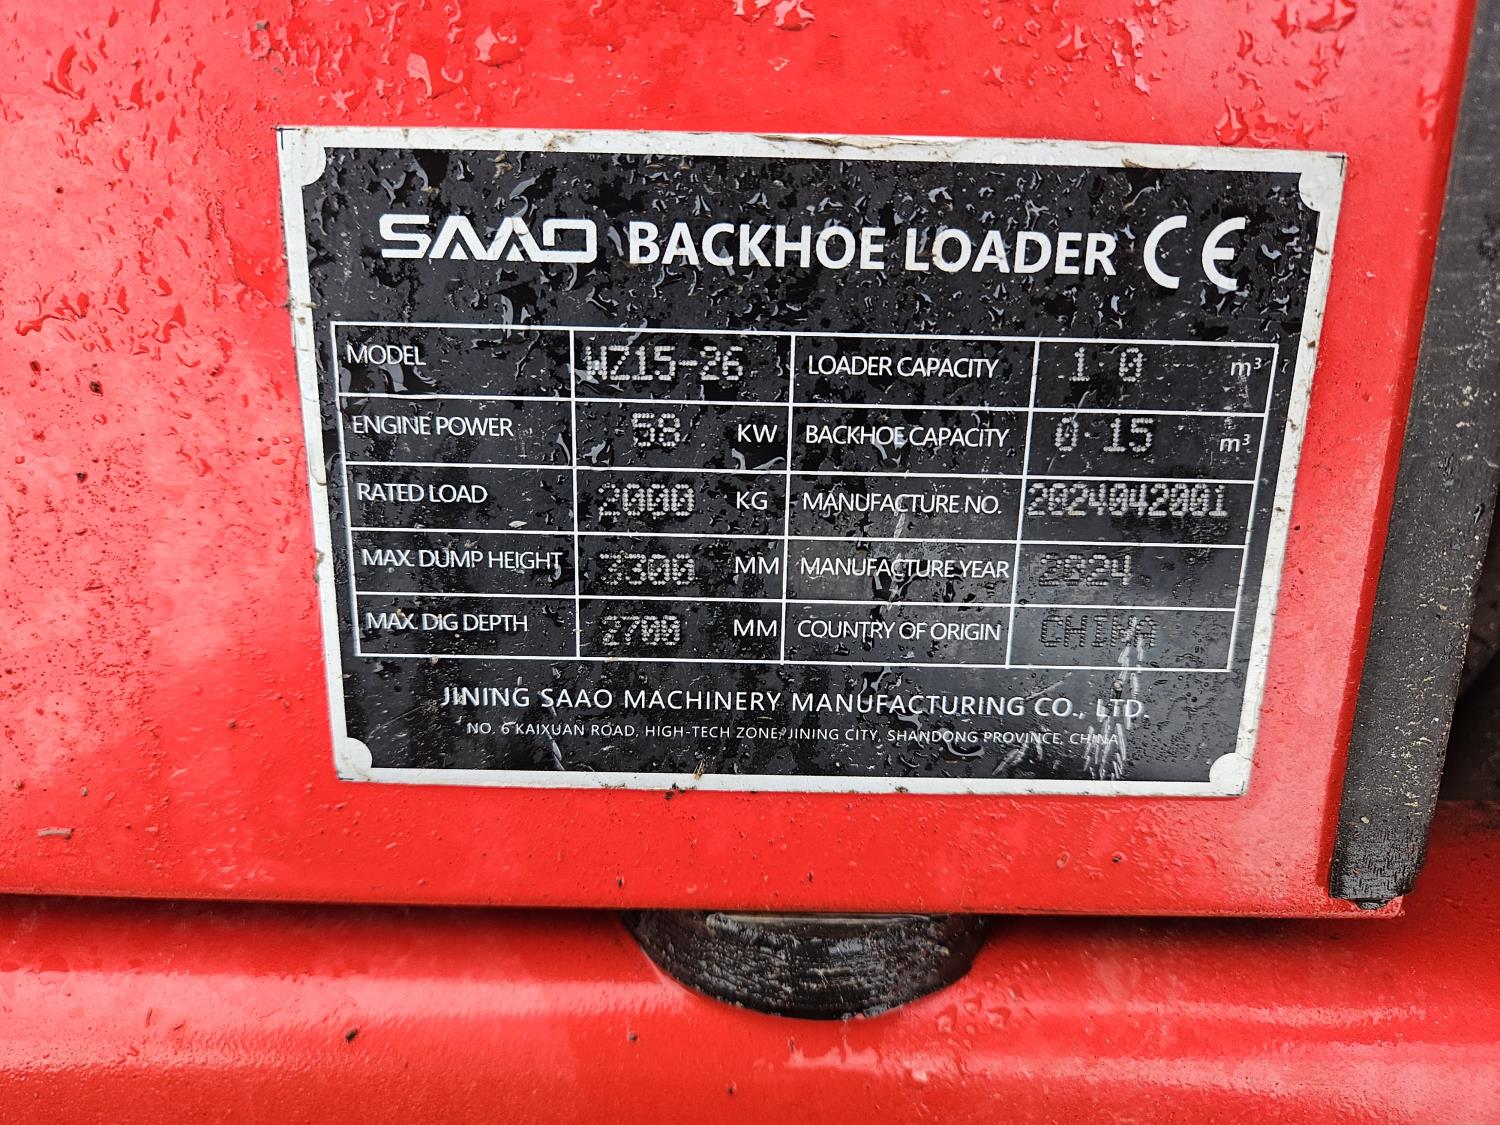 SAAO BACKHOE LOADER CE
MODEL WZ15-26 LOADER CAPACITY 1.0 m³
ENGINE POWER 58 KW BACKHOE CAPACITY 0.15 m³
RATED LOAD 2000 KG MANUFACTURE NO. 2024042001
MAX. DUMP HEIGHT 3300 MM MANUFACTURE YEAR 2024
MAX. DIG DEPTH 2700 MM COUNTRY OF ORIGIN CHINA
JINING SAAO MACHINERY MANUFACTURING CO., LTD.
NO. 6 KAIXUAN ROAD, HIGH-TECH ZONE, JINING CITY, SHANDONG PROVINCE, CHINA